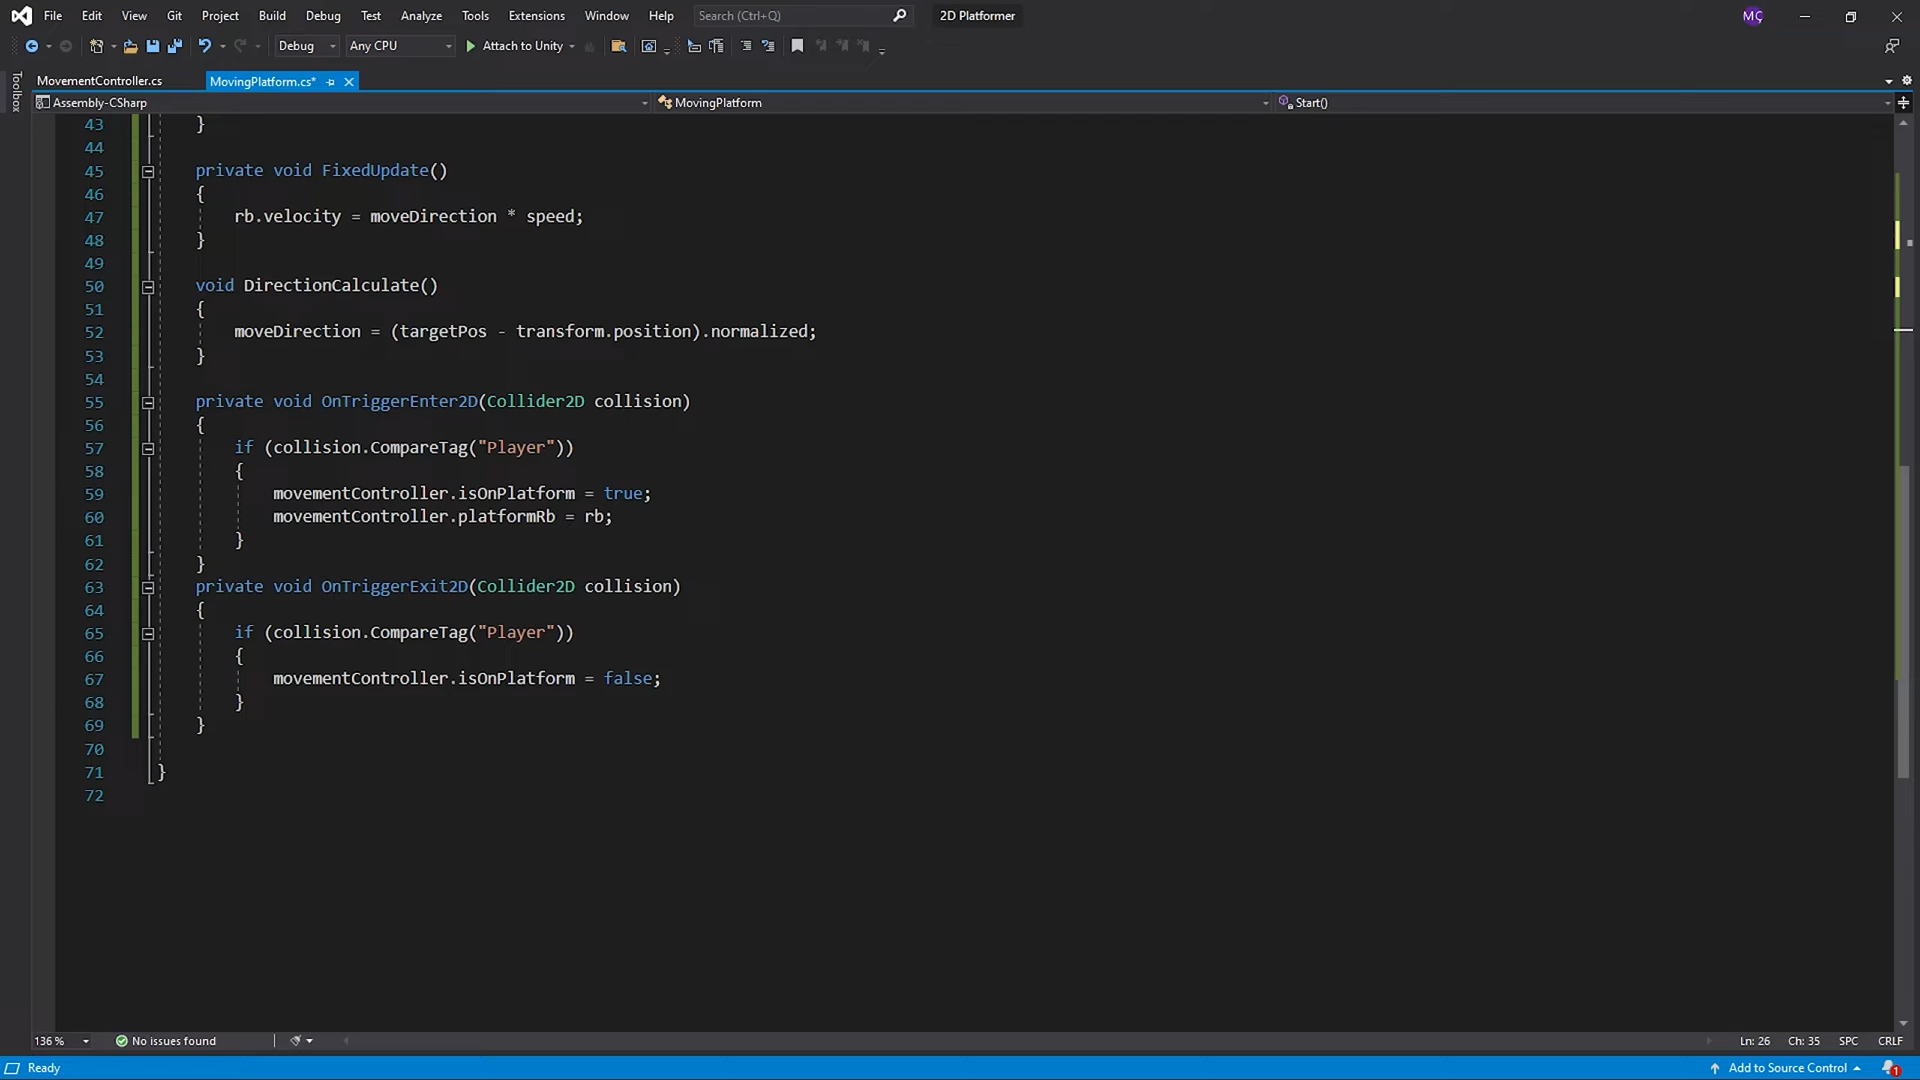 File Edit View Git Project Build Debug Test Analyze Tools Extensions Window Help Search (Ctrl+Q) 2D Platformer MÇ
Debug Any CPU Attach to Unity
Toolbox
MovementController.cs MovingPlatform.cs*
Assembly-CSharp MovingPlatform Start()
43 }
44
45 private void FixedUpdate()
46 {
47 rb.velocity = moveDirection * speed;
48 }
49
50 void DirectionCalculate()
51 {
52 moveDirection = (targetPos - transform.position).normalized;
53 }
54
55 private void OnTriggerEnter2D(Collider2D collision)
56 {
57 if (collision.CompareTag("Player"))
58 {
59 movementController.isOnPlatform = true;
60 movementController.platformRb = rb;
61 }
62 }
63 private void OnTriggerExit2D(Collider2D collision)
64 {
65 if (collision.CompareTag("Player"))
66 {
67 movementController.isOnPlatform = false;
68 }
69 }
70
71 }
72
136 % No issues found Ln: 26 Ch: 35 SPC CRLF
Ready Add to Source Control 1